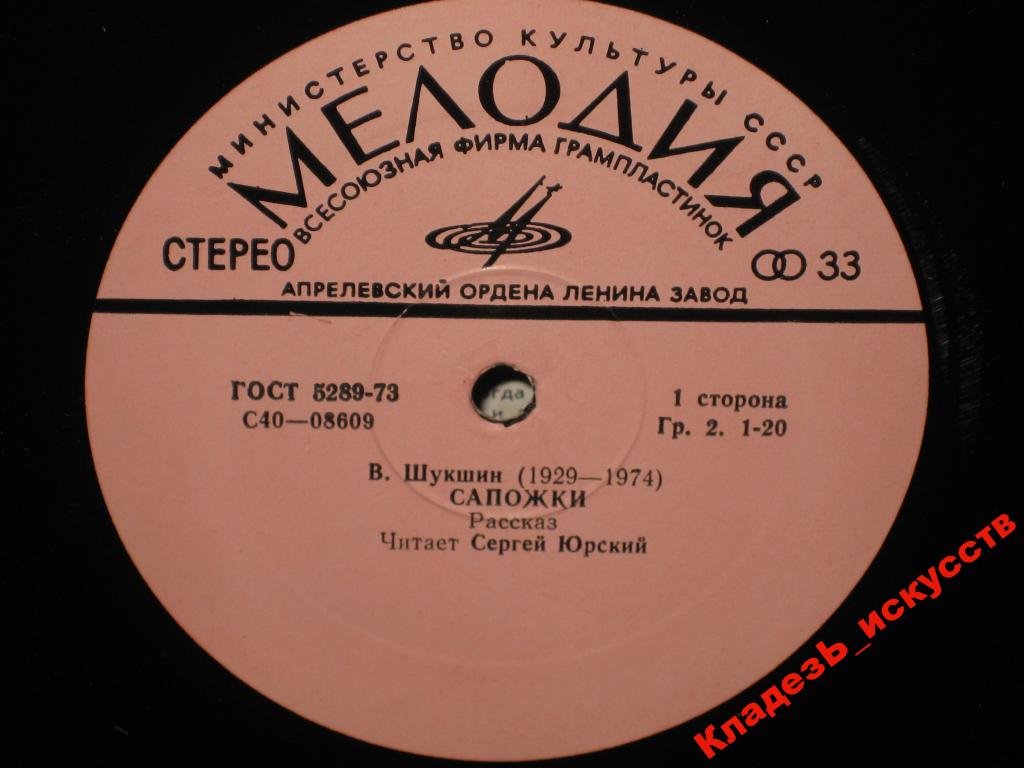 МИНИСТЕРСТВО КУЛЬТУРЫ СССР
МЕЛОДИЯ
ВСЕСОЮЗНАЯ ФИРМА ГРАМПЛАСТИНОК
СТЕРЕО
33
АПРЕЛЕВСКИЙ ОРДЕНА ЛЕНИНА ЗАВОД
ГОСТ 5289-73
С40—08609
1 сторона
Гр. 2. 1-20
В. Шукшин (1929—1974)
САПОЖКИ
Рассказ
Читает Сергей Юрский
Кладезь_искусств